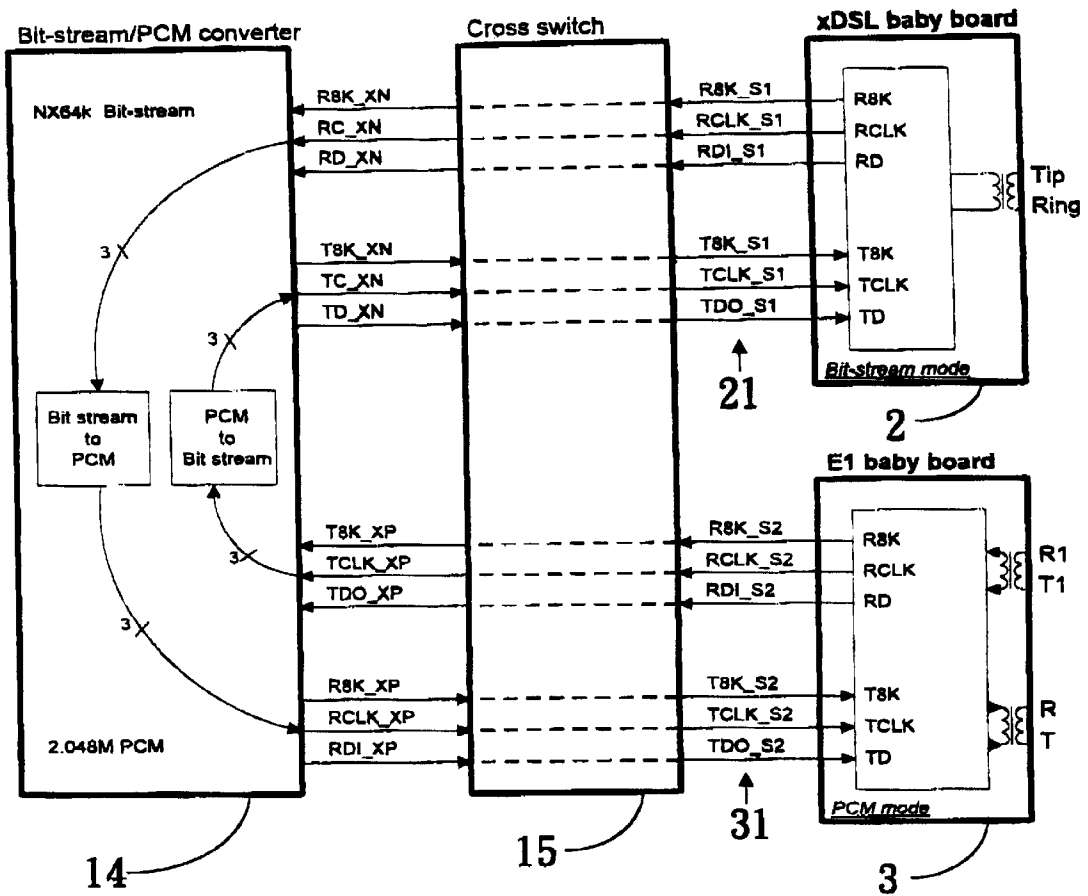 Bit-stream/PCM converter
Cross switch
xDSL baby board
NX64k Bit-stream
R8K_XN
RC_XN
RD_XN
R8K_S1
RCLK_S1
RDI_S1
R8K
RCLK
RD
Tip
Ring
3
T8K_XN
TC_XN
TD_XN
T8K_S1
TCLK_S1
TDO_S1
T8K
TCLK
TD
3
Bit-stream mode
21
2
Bit stream
to
PCM
PCM
to
Bit stream
E1 baby board
T8K_XP
TCLK_XP
TDO_XP
R8K_S2
RCLK_S2
RDI_S2
R8K
RCLK
RD
R1
T1
3
3
R8K_XP
RCLK_XP
RDI_XP
T8K_S2
TCLK_S2
TDO_S2
T8K
TCLK
TD
R
T
2.048M PCM
PCM mode
31
14
15
3